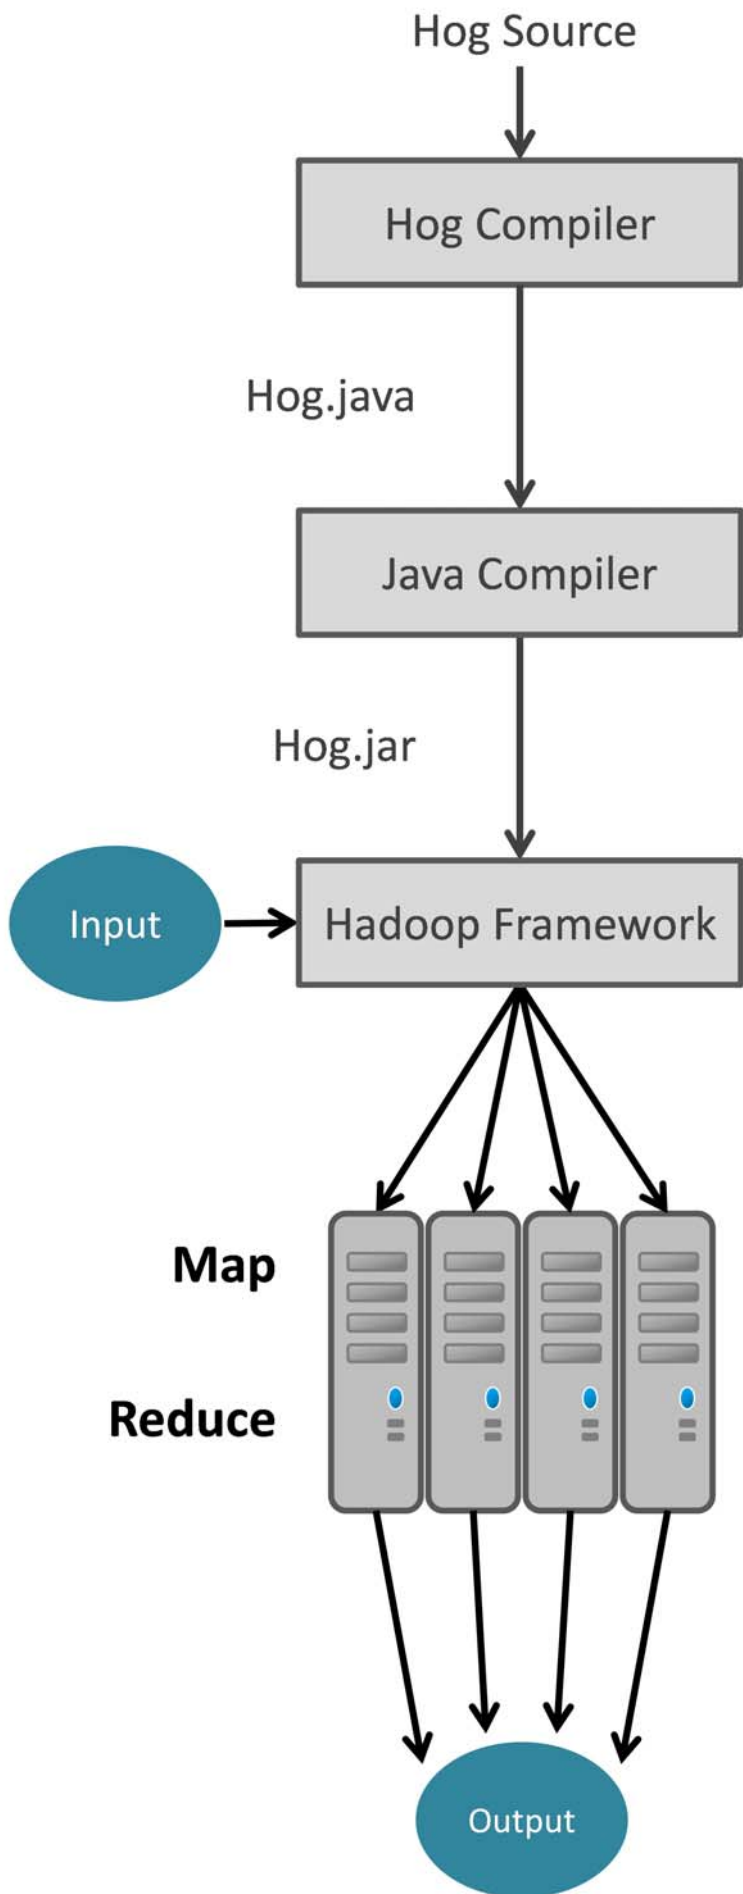 Hog Source
Hog Compiler
Hog.java
Java Compiler
Hog.jar
Input
Hadoop Framework
Map
Reduce
Output